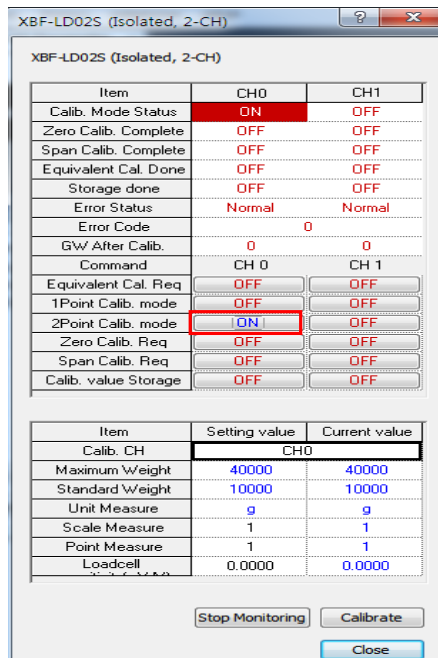 XBF-LD02S (Isolated, 2-CH)
XBF-LD02S (Isolated, 2-CH)
Item CH0 CH1
Calib. Mode Status ON OFF
Zero Calib. Complete OFF OFF
Span Calib. Complete OFF OFF
Equivalent Cal. Done OFF OFF
Storage done OFF OFF
Error Status Normal Normal
Error Code 0
GW After Calib. 0 0
Command CH 0 CH 1
Equivalent Cal. Req OFF OFF
1Point Calib. mode OFF OFF
2Point Calib. mode ON OFF
Zero Calib. Req OFF OFF
Span Calib. Req OFF OFF
Calib. value Storage OFF OFF
Item Setting value Current value
Calib. CH CH0
Maximum Weight 40000 40000
Standard Weight 10000 10000
Unit Measure g g
Scale Measure 1 1
Point Measure 1 1
Loadcell 0.0000 0.0000
Stop Monitoring Calibrate
Close